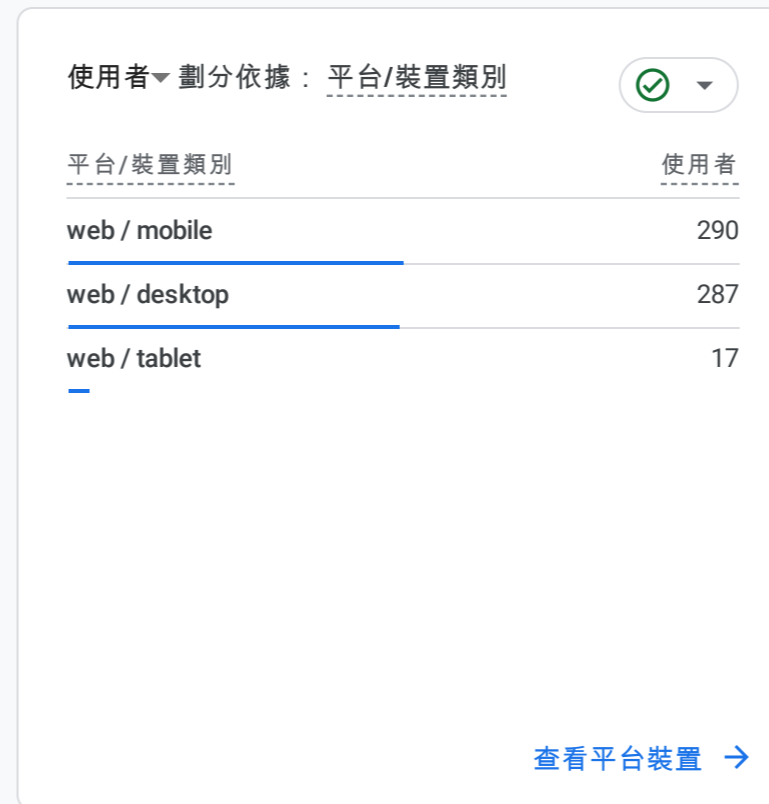 使用者 劃分依據： 平台/裝置類別
平台/裝置類別 使用者
web / mobile 290
web / desktop 287
web / tablet 17
查看平台裝置 →